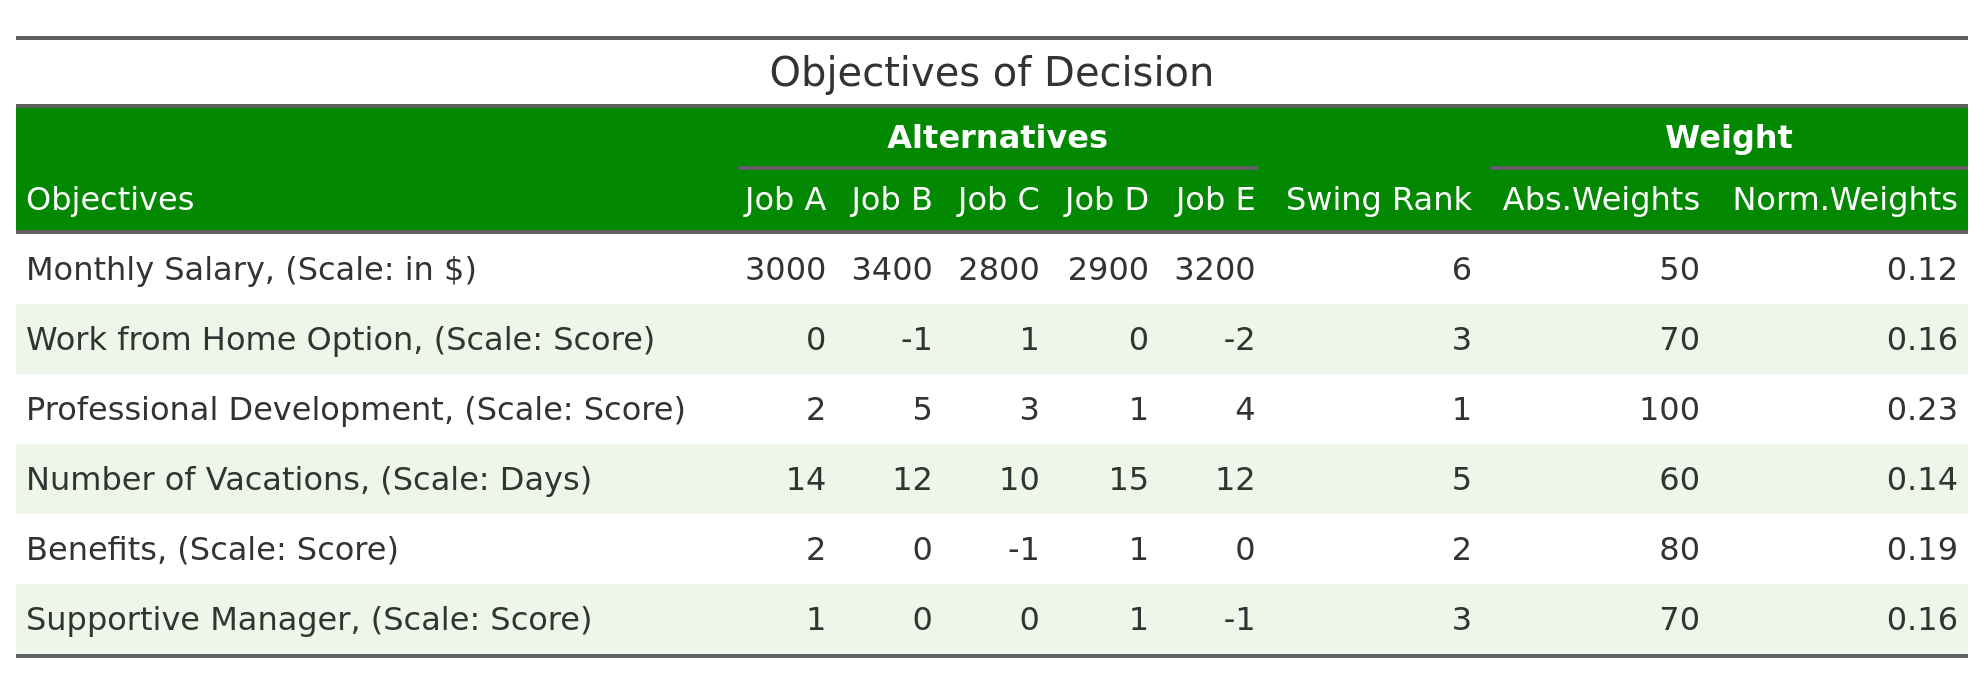 Objectives of Decision
Alternatives Weight
Objectives Job A Job B Job C Job D Job E Swing Rank Abs.Weights Norm.Weights
Monthly Salary, (Scale: in $) 3000 3400 2800 2900 3200 6 50 0.12
Work from Home Option, (Scale: Score) 0 -1 1 0 -2 3 70 0.16
Professional Development, (Scale: Score) 2 5 3 1 4 1 100 0.23
Number of Vacations, (Scale: Days) 14 12 10 15 12 5 60 0.14
Benefits, (Scale: Score) 2 0 -1 1 0 2 80 0.19
Supportive Manager, (Scale: Score) 1 0 0 1 -1 3 70 0.16